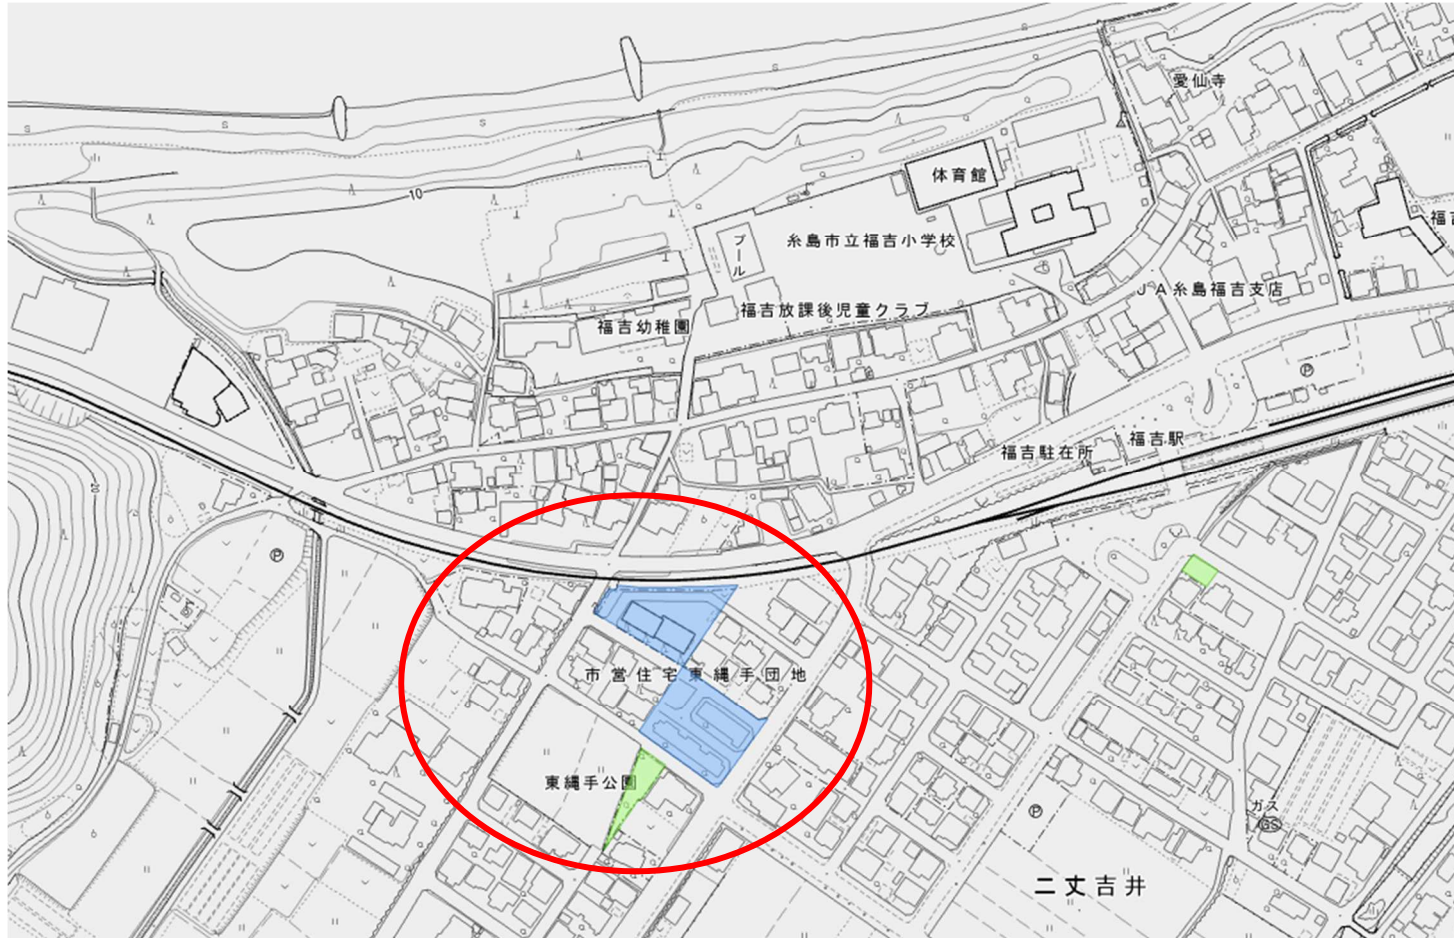 愛仙寺
体育館
福吉
10
プール
糸島市立福吉小学校
JA糸島福吉支店
福吉放課後児童クラブ
福吉幼稚園
P
福吉駐在所
福吉駅
20
P
市営住宅東縄手団地
東縄手公園
P
ガス
GS
二丈吉井